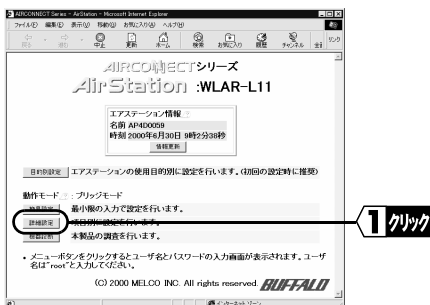 AIRCONNECT Series - AirStation - Microsoft Internet Explorer
ファイル(F) 編集(E) 表示(V) 移動(G) お気に入り(A) ヘルプ(H)
戻る 進む 中止 更新 ホーム 検索 お気に入り 履歴 チャンネル 全画 リンク
AIRCONNECTシリーズ
AirStation :WLAR-L11
エアステーション情報
名前 AP4D0059
時刻 2000年6月30日 9時2分38秒
情報更新
目的別設定 エアステーションの使用目的別に設定を行います。(初回の設定時に推奨)
動作モード : ブリッジモード
簡易設定 最小限の入力で設定を行います。
詳細設定 項目別に設定を行います。
機器診断 本製品の調査を行います。
1 クリック
• メニューボタンをクリックするとユーザ名とパスワードの入力画面が表示されます。ユーザ
名は"root"と入力してください。
(C) 2000 MELCO INC. All rights reserved. BUFFALO
インターネット ゾーン